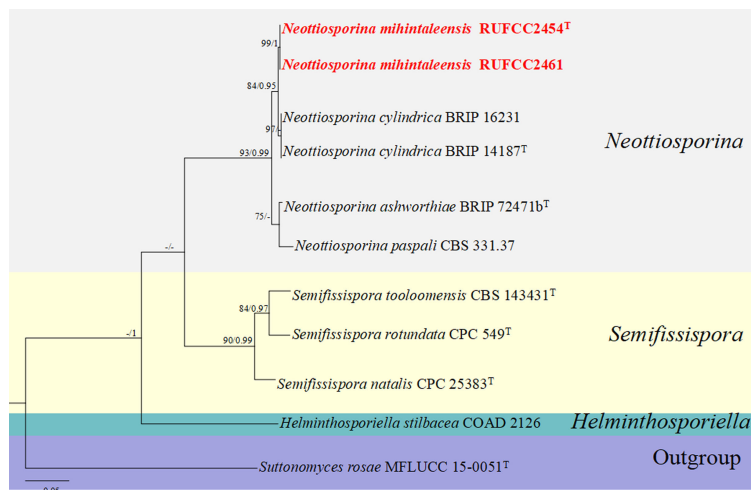 Neottiosporina mihintaleensis RUFCC2454ᵀ
99/1
Neottiosporina mihintaleensis RUFCC2461
84/0.95
Neottiosporina cylindrica BRIP 16231
97/-
Neottiosporina
Neottiosporina cylindrica BRIP 14187ᵀ
93/0.99
Neottiosporina ashworthiae BRIP 72471bᵀ
75/-
Neottiosporina paspali CBS 331.37
-/-
Semifissispora tooloomensis CBS 143431ᵀ
84/0.97
Semifissispora rotundata CPC 549ᵀ
Semifissispora
-/1
90/0.99
Semifissispora natalis CPC 25383ᵀ
Helminthosporiella stilbacea COAD 2126
Helminthosporiella
Outgroup
Suttonomyces rosae MFLUCC 15-0051ᵀ
0.05